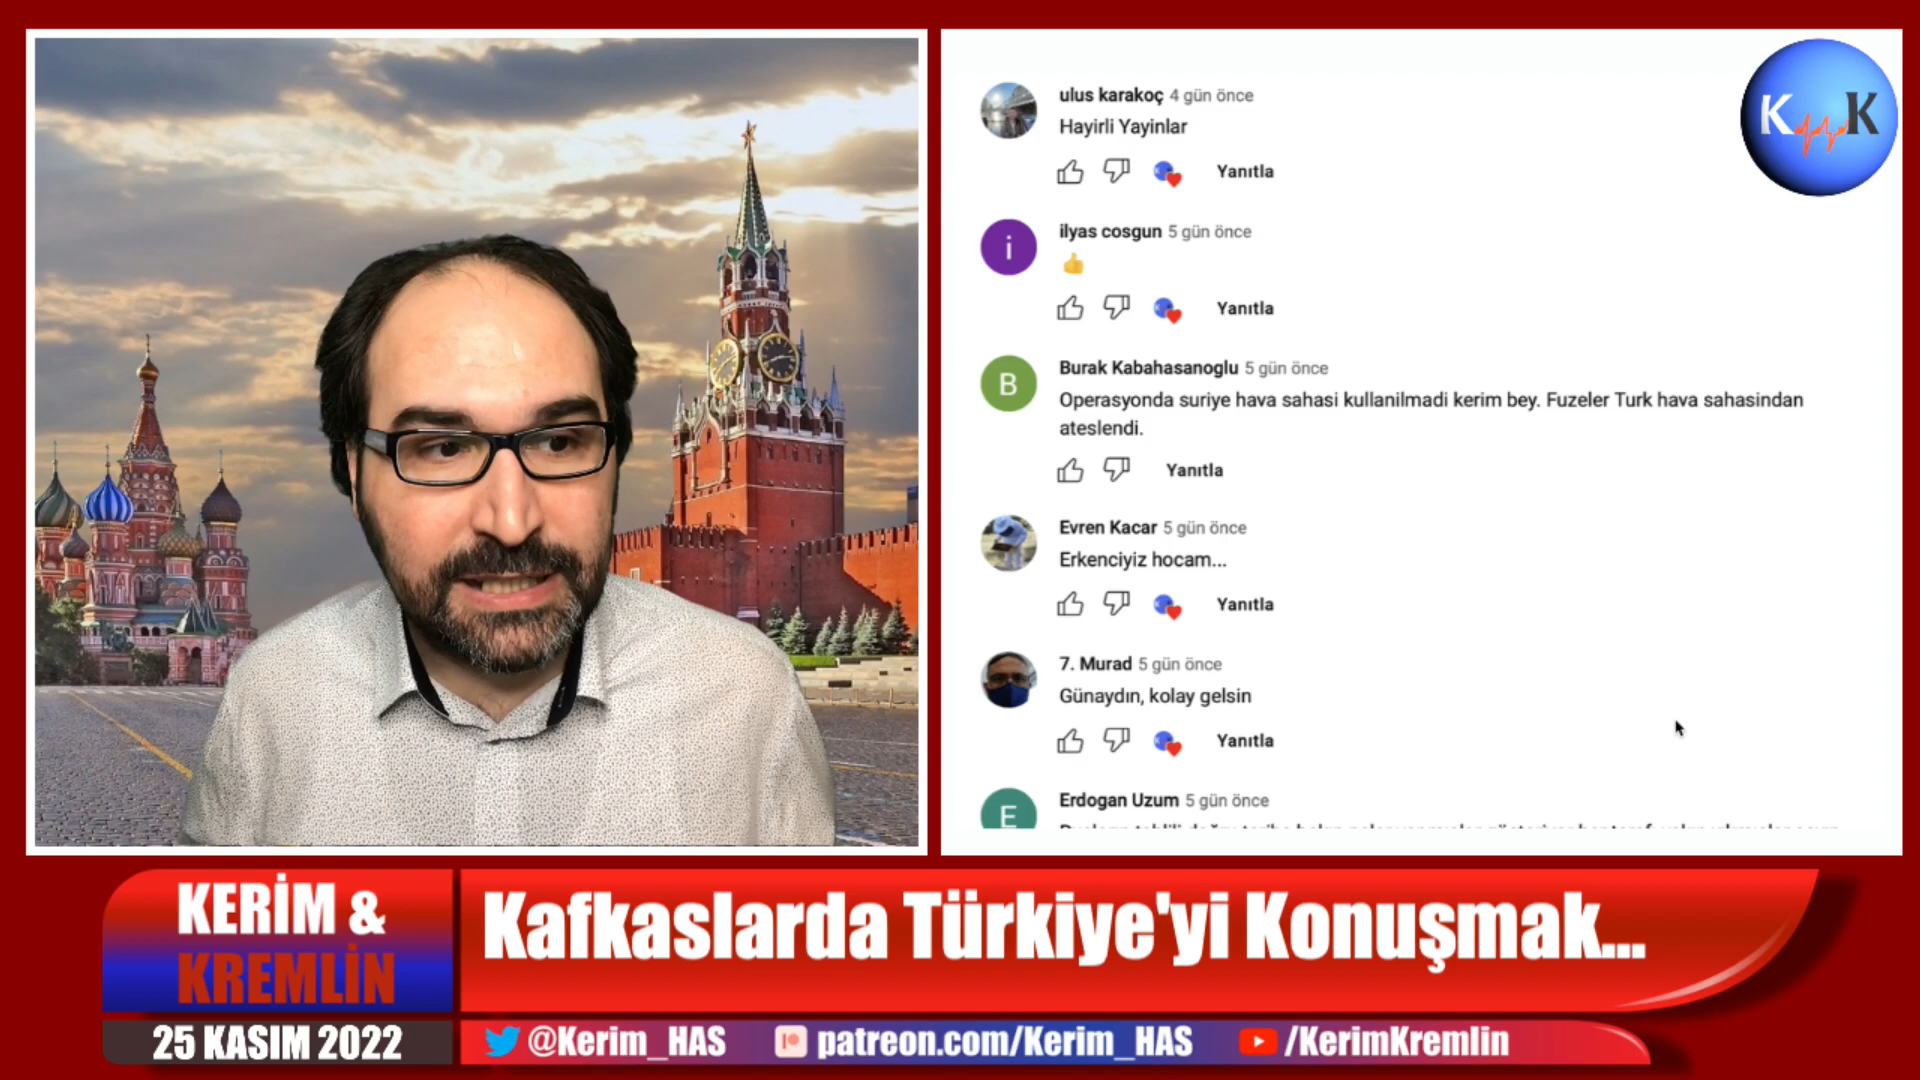 ulus karakoç 4 gün önce
Hayirli Yayinlar
Yanıtla
K K
i
ilyas cosgun 5 gün önce
Yanıtla
B
Burak Kabahasanoglu 5 gün önce
Operasyonda suriye hava sahasi kullanilmadi kerim bey. Fuzeler Turk hava sahasindan
ateslendi.
Yanıtla
Evren Kacar 5 gün önce
Erkenciyiz hocam...
Yanıtla
7. Murad 5 gün önce
Günaydın, kolay gelsin
Yanıtla
E
Erdogan Uzum 5 gün önce
KERİM &
KREMLİN
Kafkaslarda Türkiye'yi Konuşmak...
25 KASIM 2022
@Kerim_HAS
patreon.com/Kerim_HAS
/KerimKremlin